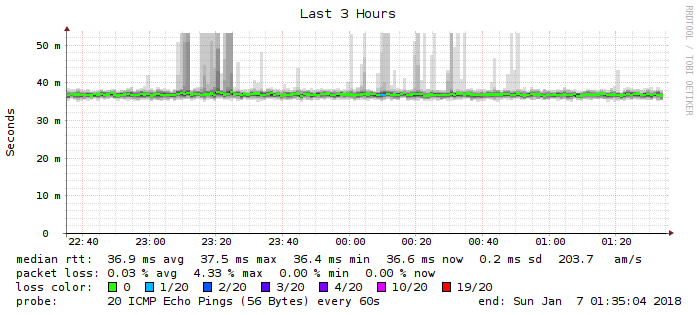 Last 3 Hours
RRDTOOL / TOBI OETIKER
Seconds
50 m
40 m
30 m
20 m
10 m
0
22:40 23:00 23:20 23:40 00:00 00:20 00:40 01:00 01:20
median rtt: 36.9 ms avg 37.5 ms max 36.4 ms min 36.6 ms now 0.2 ms sd 203.7 am/s
packet loss: 0.03 % avg 4.33 % max 0.00 % min 0.00 % now
loss color: 0 1/20 2/20 3/20 4/20 10/20 19/20
probe: 20 ICMP Echo Pings (56 Bytes) every 60s end: Sun Jan 7 01:35:04 2018